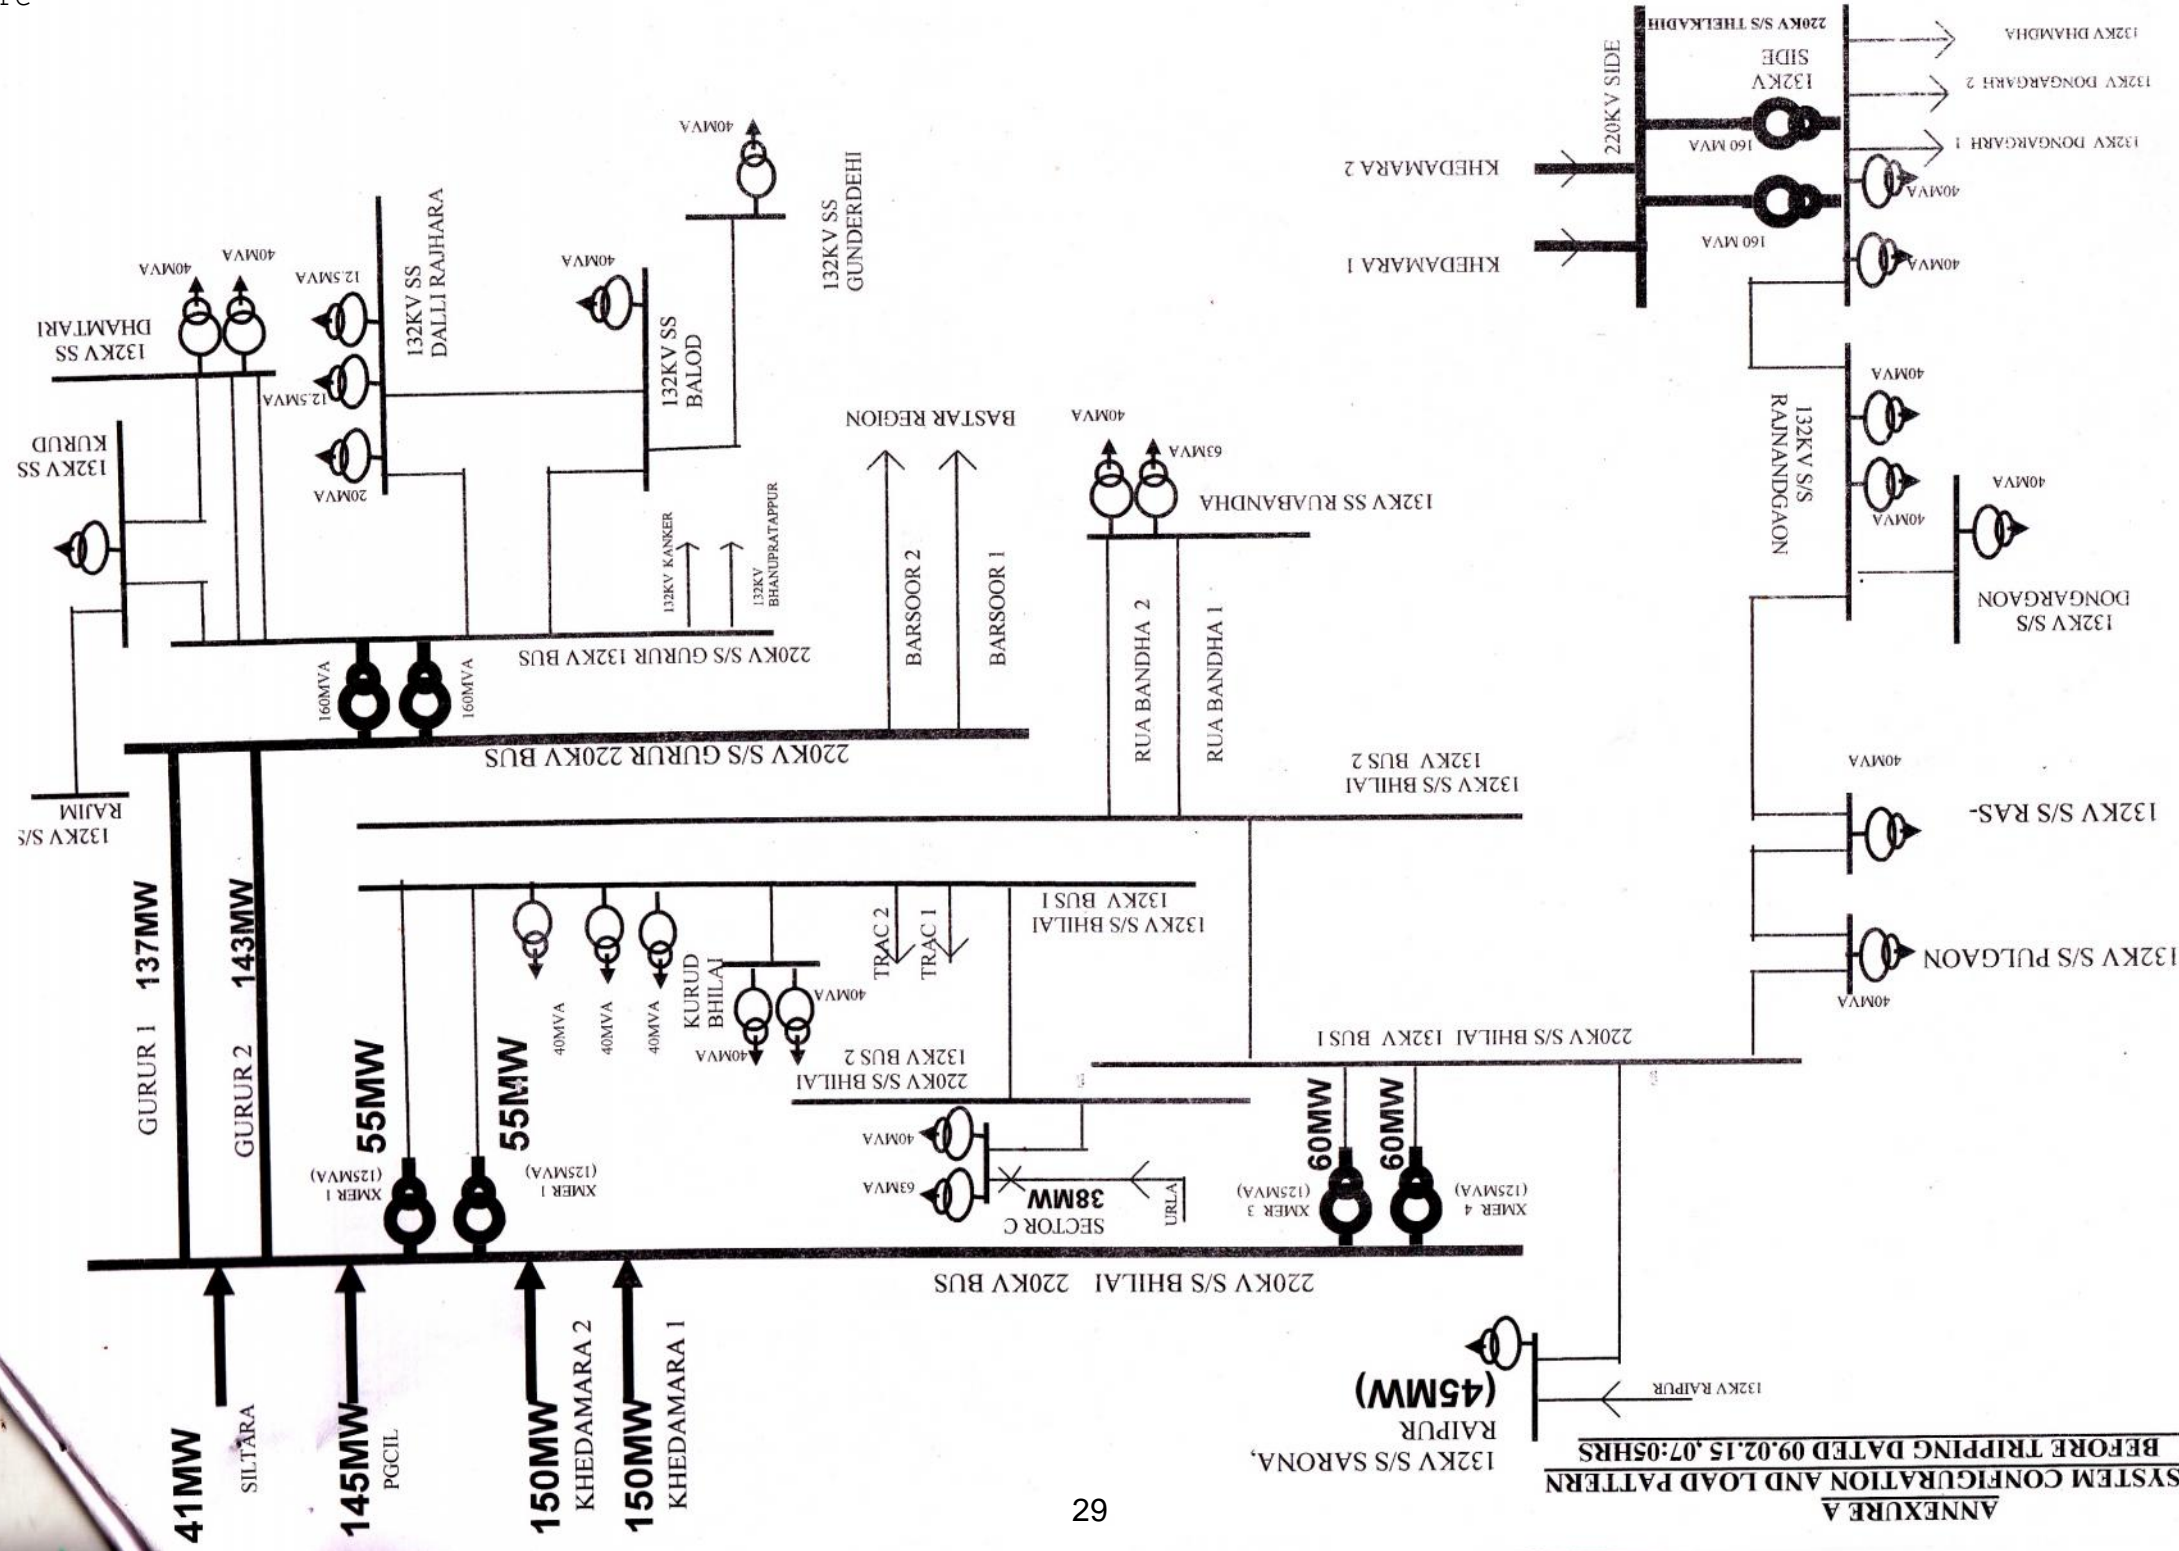 ANNEXURE A
SYSTEM CONFIGURATION AND LOAD PATTERN
BEFORE TRIPPING DATED 09.02.15 ,07:05HRS
132KV RAIPUR
132KV S/S SARONA,
RAIPUR
(45MW)
41MW
SILTARA
145MW
PGCIL
150MW
KHEDAMARA 2
150MW
KHEDAMARA 1
220KV S/S BHILAI 220KV BUS
GURUR 1 137MW
GURUR 2 143MW
XMER 1
(125MVA)
55MW
XMER 1
(125MVA)
55MW
XMER 3
(125MVA)
60MW
XMER 4
(125MVA)
60MW
SECTOR C
38MW
URLA
63MVA
40MVA
220KV S/S BHILAI
132KV BUS 2
220KV S/S BHILAI 132KV BUS I
40MVA
40MVA
40MVA
KURUD
BHILAI
40MVA
40MVA
TRAC 2
TRAC 1
132KV S/S BHILAI
132KV BUS I
132KV S/S BHILAI
132KV BUS 2
RUA BANDHA 2
RUA BANDHA 1
132KV SS RUABANDHA
40MVA
63MVA
220KV S/S GURUR 220KV BUS
160MVA
160MVA
220KV S/S GURUR 132KV BUS
BARSOOR 2
BARSOOR 1
BASTAR REGION
132KV KANKER
132KV
BHANUPRATAPPUR
132KV S/S
RAJIM
132KV SS
KURUD
132KV SS
DHAMTARI
40MVA
40MVA
132KV SS
DALLI RAJHARA
12.5MVA
12.5MVA
20MVA
132KV SS
BALOD
40MVA
132KV SS
GUNDERDEHI
40MVA
132KV S/S PULGAON
40MVA
132KV S/S RAS-
40MVA
132KV S/S
DONGARGAON
40MVA
132KV S/S
RAJNANDGAON
40MVA
40MVA
KHEDAMARA 1
KHEDAMARA 2
220KV SIDE
160 MVA
160 MVA
132KV
SIDE
220KV S/S THELKADIH
40MVA
40MVA
132KV DONGARGARH 1
132KV DONGARGARH 2
132KV DHAMDHA
29